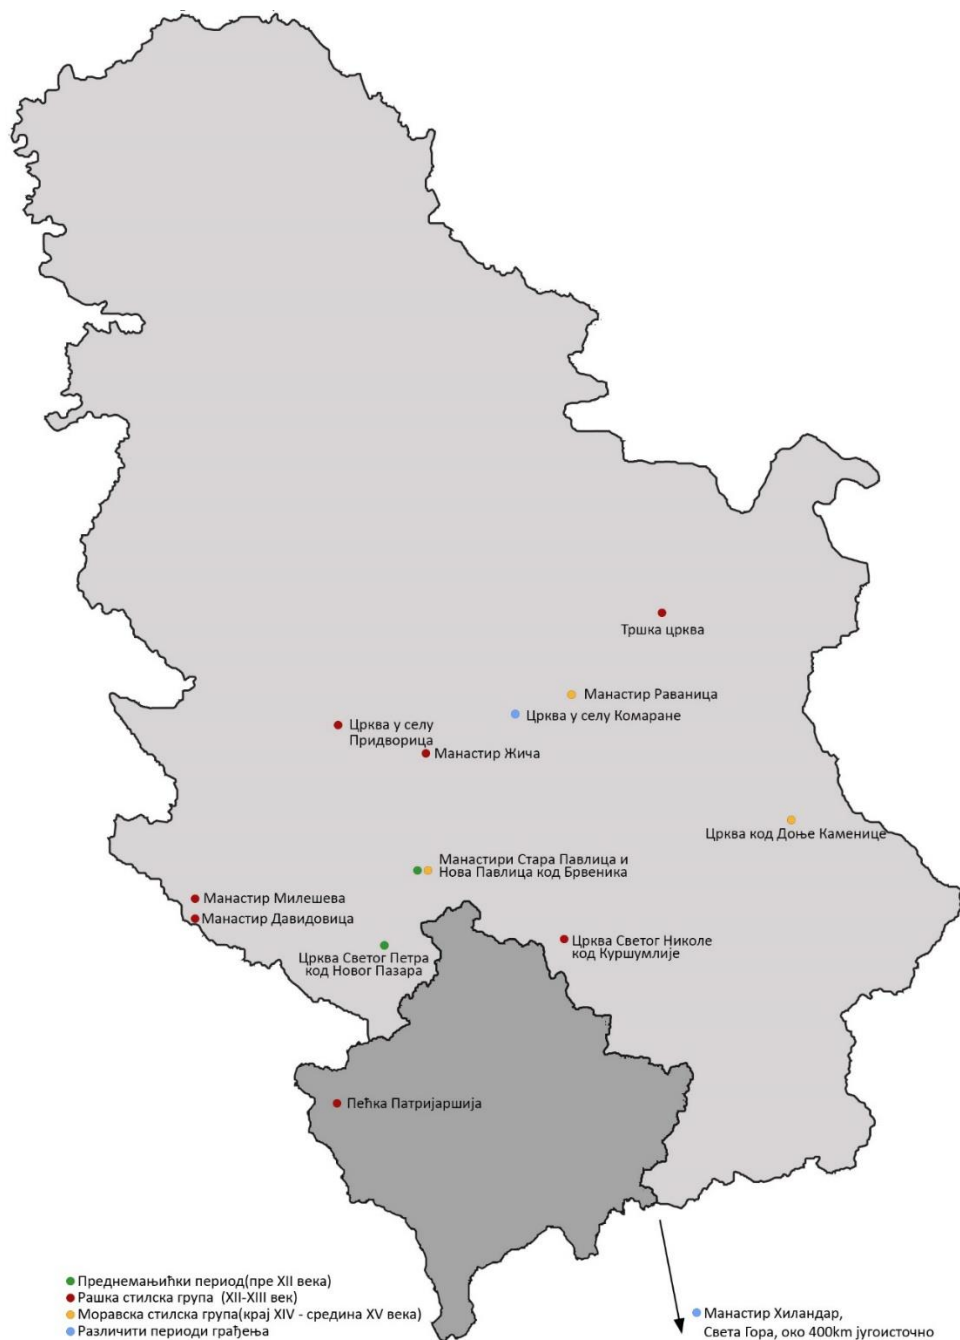 Тршка црква
Манастир Раваница
Црква у селу Комаране
Црква у селу
Придворица
Манастир Жича
Црква код Доње Каменице
Манастири Стара Павлица и
Нова Павлица код Брвеника
Манастир Милешева
Манастир Давидовица
Црква Светог Николе
код Куршумлије
Црква Светог Петра
код Новог Пазара
Пећка Патријаршија
Преднемањићки период(пре XII века)
Рашка стилска група (XII-XIII век)
Моравска стилска група(крај XIV - средина XV века)
Различити периоди грађења
Манастир Хиландар,
Света Гора, око 400km југоисточно